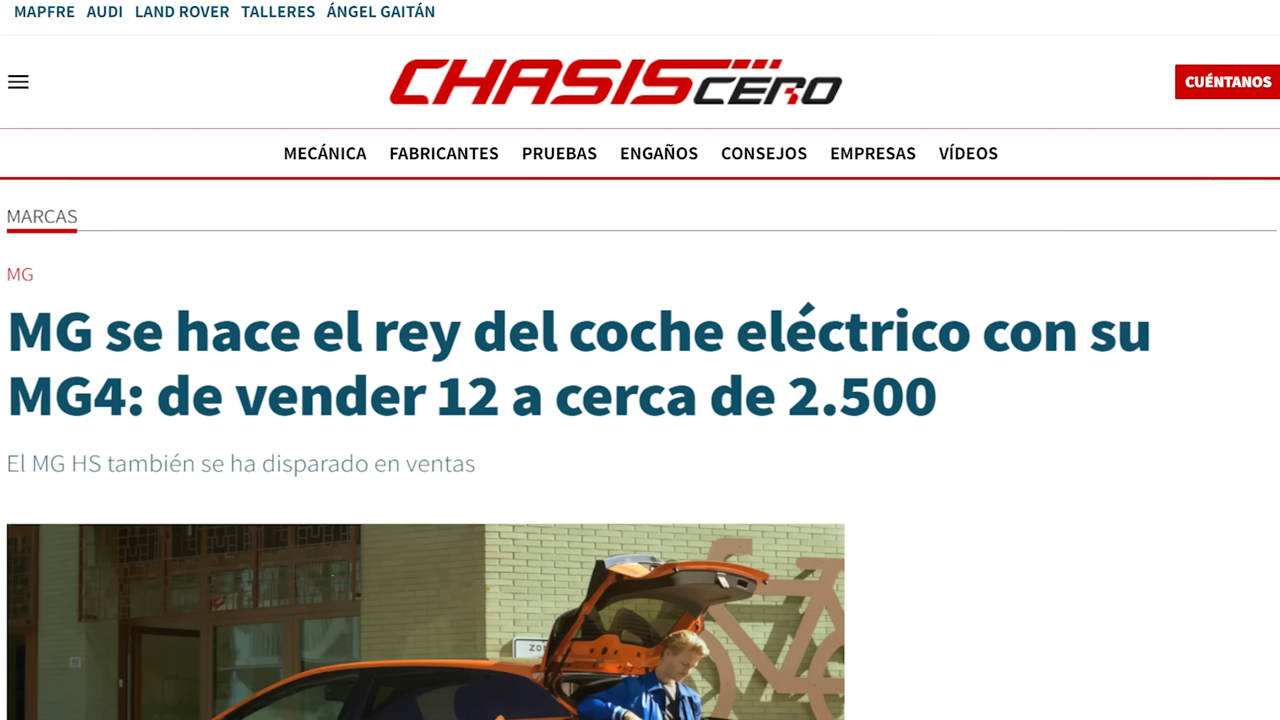 MAPFRE AUDI LAND ROVER TALLERES ÁNGEL GAITÁN
CHASIS CERO
CUÉNTANOS
MECÁNICA FABRICANTES PRUEBAS ENGAÑOS CONSEJOS EMPRESAS VÍDEOS
MARCAS
MG
MG se hace el rey del coche eléctrico con su
MG4: de vender 12 a cerca de 2.500
El MG HS también se ha disparado en ventas